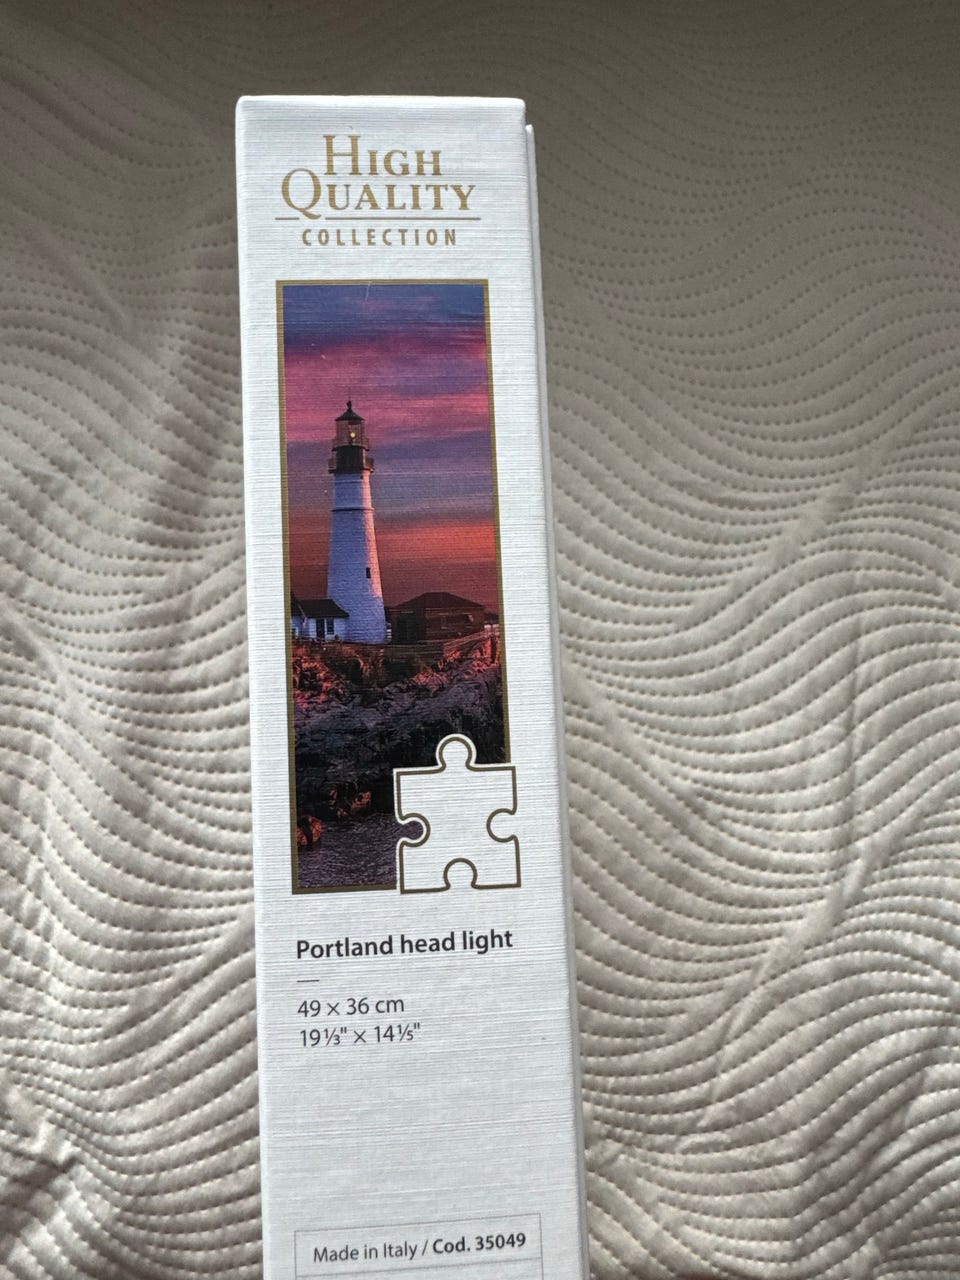 HIGH
QUALITY
COLLECTION
Portland head light
49 × 36 cm
19⅓" × 14⅕"
Made in Italy / Cod. 35049